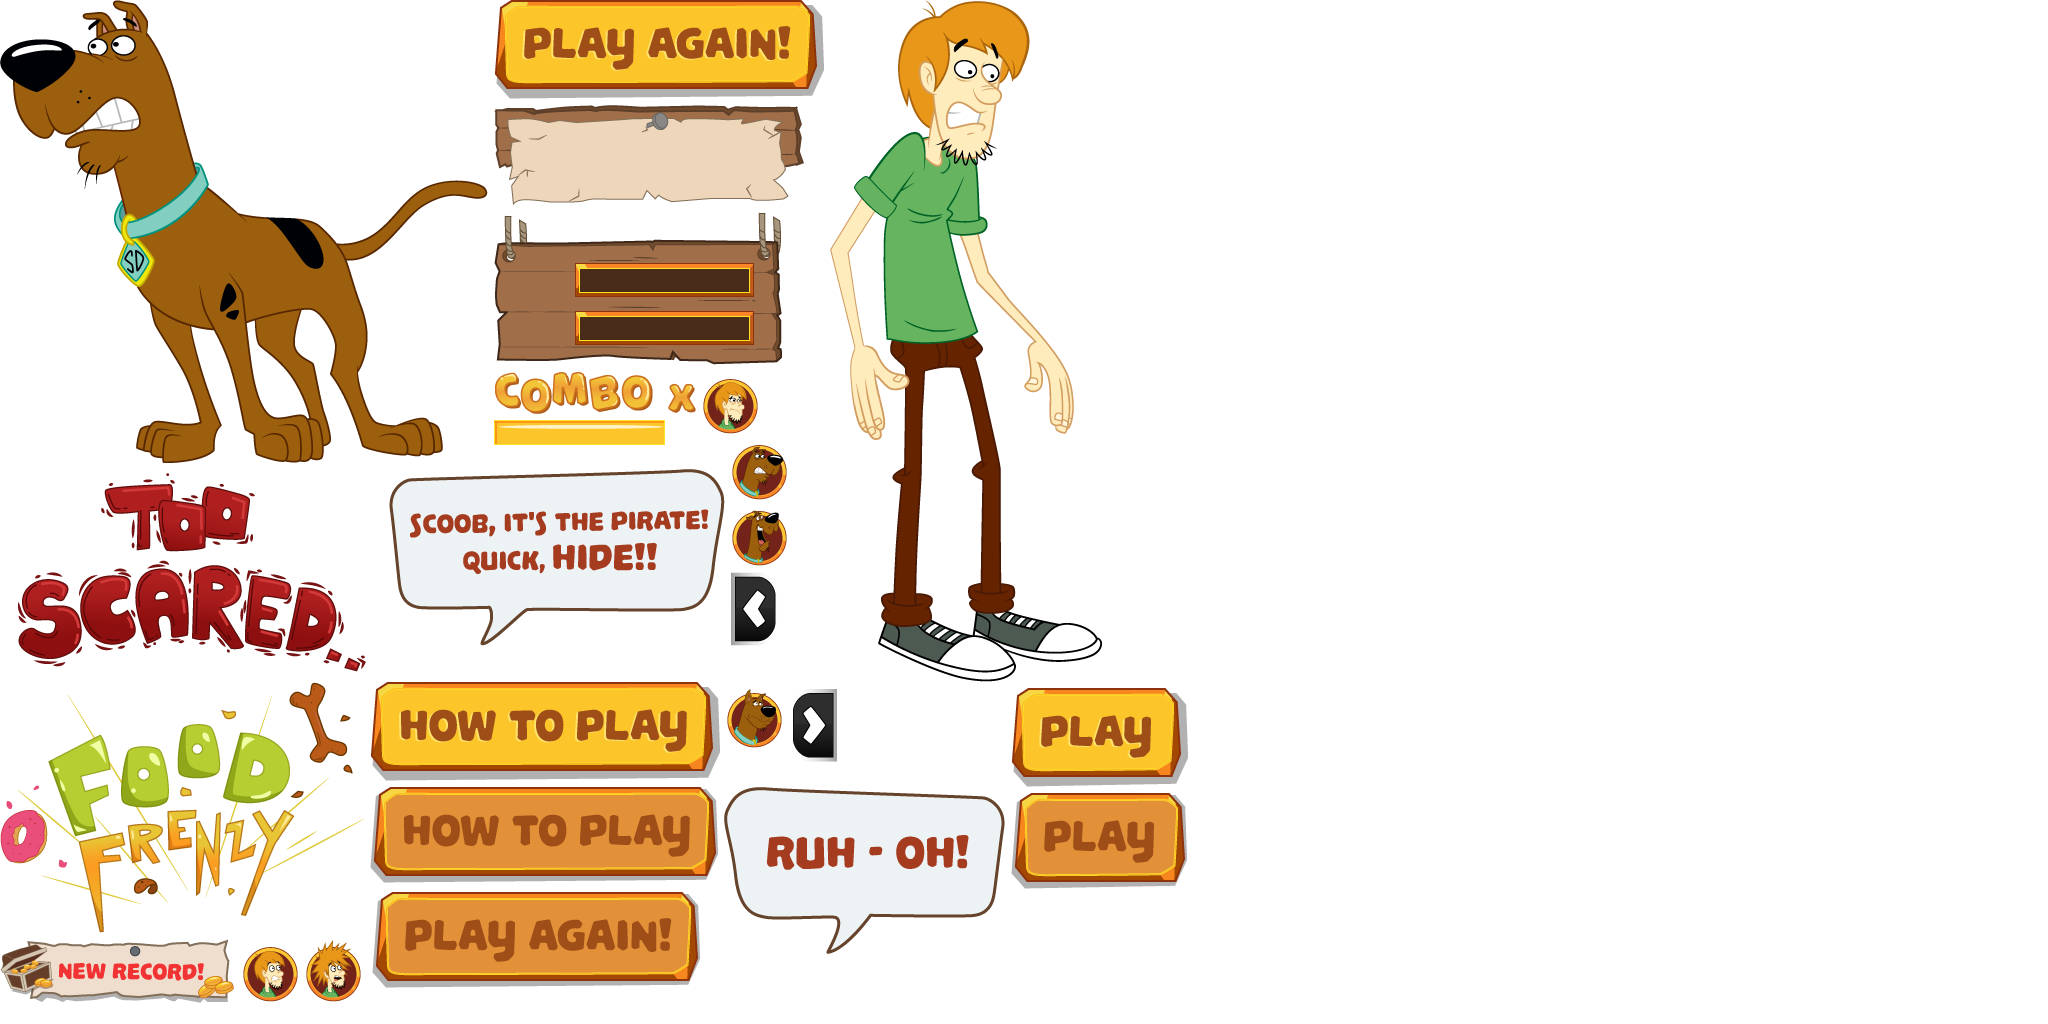 PLAY AGAIN!
SD
COMBO x
TOO
SCARED..
SCOOB, IT'S THE PIRATE!
QUICK, HIDE!!
FOOD
FRENZY
HOW TO PLAY
PLAY
HOW TO PLAY
RUH - OH!
PLAY
PLAY AGAIN!
NEW RECORD!